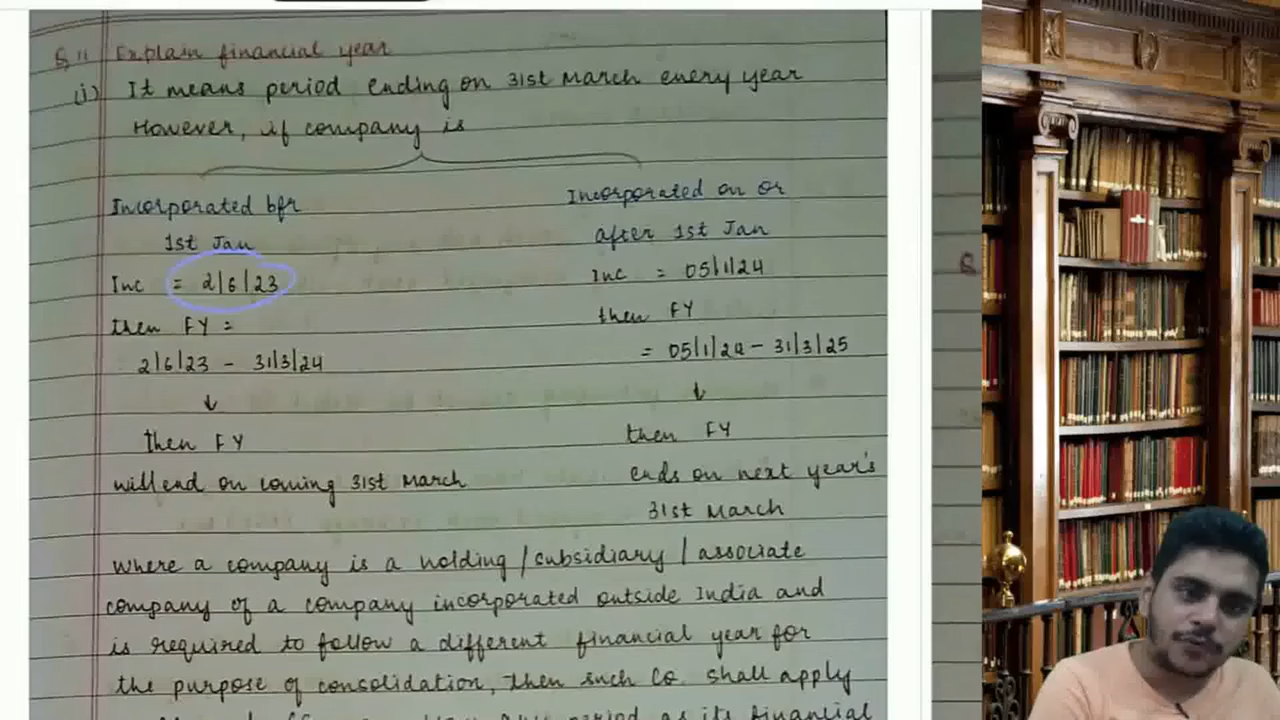 Q 11 Explain financial year
(i) It means period ending on 31st March every year
However, if company is
Incorporated bfr
1st Jan
Inc = 2/6/23
then FY =
2/6/23 - 31/3/24
↓
then FY
will end on coming 31st March
Incorporated on or
after 1st Jan
Inc = 05/1/24
then FY
= 05/1/24 - 31/3/25
↓
then FY
ends on next year's
31st March
where a company is a holding / subsidiary / associate
company of a company incorporated outside India and
is required to follow a different financial year for
the purpose of consolidation, then such Co. shall apply
period as its financial